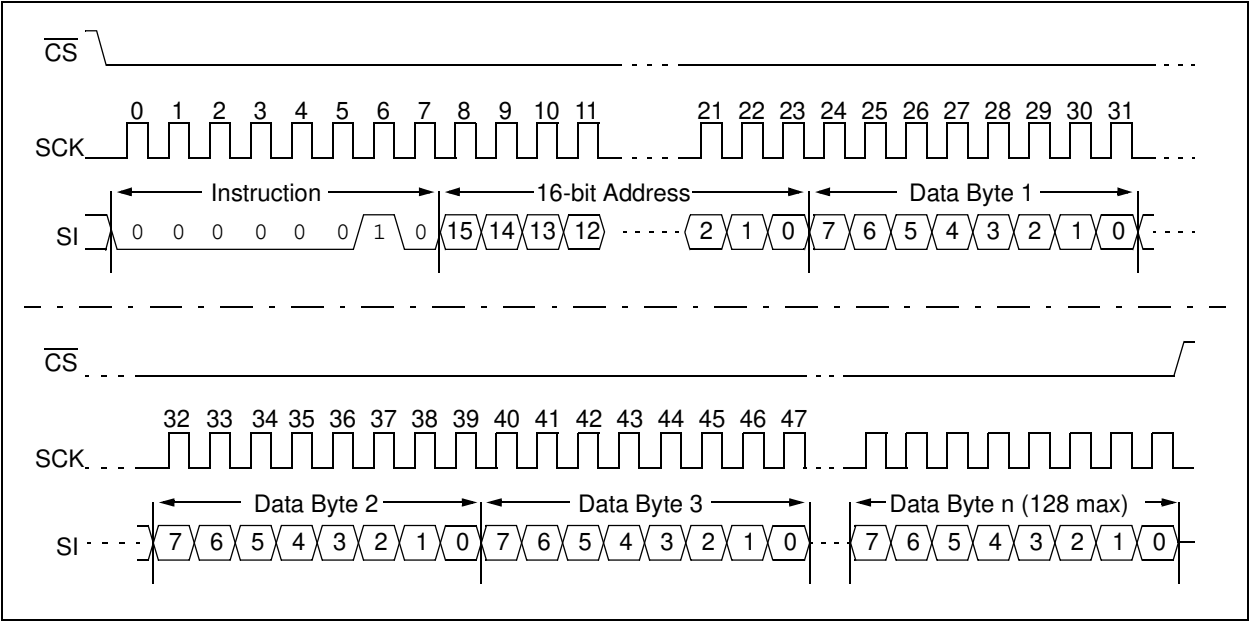 CS
0 1 2 3 4 5 6 7 8 9 10 11 21 22 23 24 25 26 27 28 29 30 31
SCK
Instruction 16-bit Address Data Byte 1
SI 0 0 0 0 0 0 1 0 15 14 13 12 2 1 0 7 6 5 4 3 2 1 0
CS
32 33 34 35 36 37 38 39 40 41 42 43 44 45 46 47
SCK
Data Byte 2 Data Byte 3 Data Byte n (128 max)
SI 7 6 5 4 3 2 1 0 7 6 5 4 3 2 1 0 7 6 5 4 3 2 1 0